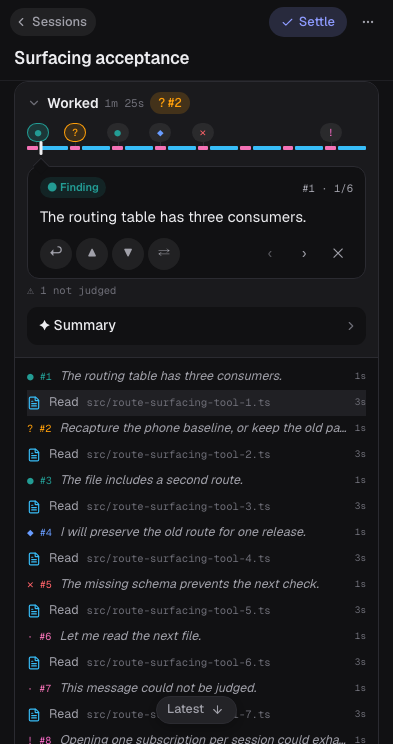 Sessions
Settle
Surfacing acceptance
Worked 1m 25s ? #2
? × !
Finding #1 · 1/6
The routing table has three consumers.
⚠ 1 not judged
Summary
#1 The routing table has three consumers. 1s
Read src/route-surfacing-tool-1.ts 3s
? #2 Recapture the phone baseline, or keep the old pa… 1s
Read src/route-surfacing-tool-2.ts 3s
#3 The file includes a second route. 1s
Read src/route-surfacing-tool-3.ts 3s
#4 I will preserve the old route for one release. 1s
Read src/route-surfacing-tool-4.ts 3s
× #5 The missing schema prevents the next check. 1s
Read src/route-surfacing-tool-5.ts 3s
· #6 Let me read the next file. 1s
Read src/route-surfacing-tool-6.ts 3s
· #7 This message could not be judged. 1s
Read src/ -7.ts 3s
Latest ↓
! #8 Opening one subscription per session could exha… 1s